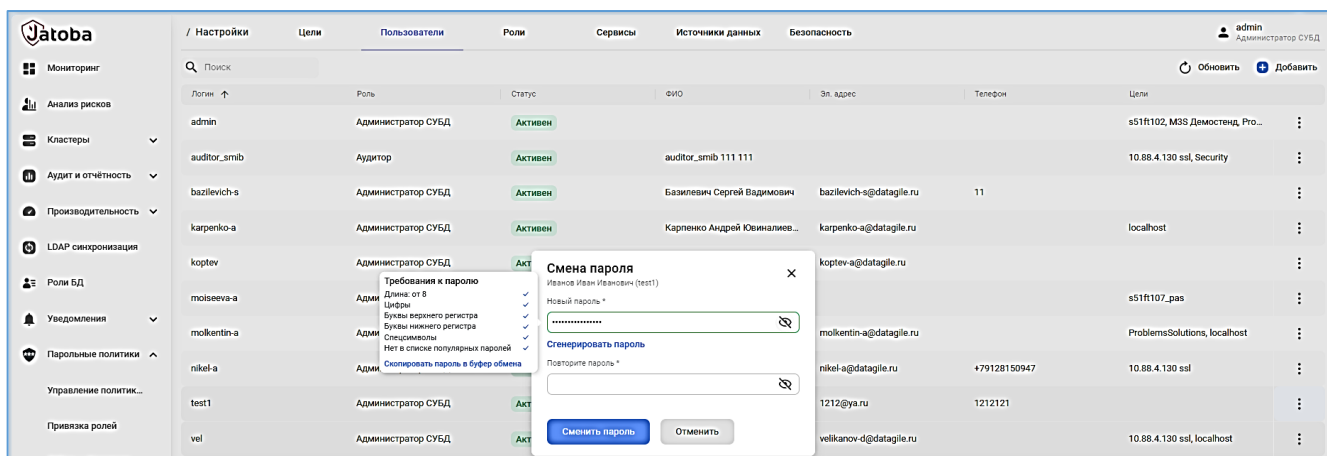 Jatoba
/ Настройки Цели Пользователи Роли Сервисы Источники данных Безопасность
admin
Администратор СУБД
Мониторинг
Анализ рисков
Кластеры
Аудит и отчётность
Производительность
LDAP синхронизация
Роли БД
Уведомления
Парольные политики
Управление политик...
Привязка ролей
Поиск
Обновить Добавить
Логин Роль Статус ФИО Эл. адрес Телефон Цели
admin Администратор СУБД Активен s51ft102, M3S Демостенд, Pro...
auditor_smib Аудитор Активен auditor_smib 111 111 10.88.4.130 ssl, Security
bazilevich-s Администратор СУБД Активен Базилевич Сергей Вадимович bazilevich-s@datagile.ru 11
karpenko-a Администратор СУБД Активен Карпенко Андрей Ювиналиев... karpenko-a@datagile.ru localhost
koptev Администратор СУБД Акт koptev-a@datagile.ru
moiseeva-a Адми s51ft107_pas
molkentin-a Адми molkentin-a@datagile.ru ProblemsSolutions, localhost
nikel-a Адми nikel-a@datagile.ru +79128150947 10.88.4.130 ssl
test1 Администратор СУБД Акт 1212@ya.ru 1212121
vel Администратор СУБД Акт velikanov-d@datagile.ru 10.88.4.130 ssl, localhost
Требования к паролю
Длина: от 8
Цифры
Буквы верхнего регистра
Буквы нижнего регистра
Спецсимволы
Нет в списке популярных паролей
Скопировать пароль в буфер обмена
Смена пароля
Иванов Иван Иванович (test1)
Новый пароль *
Сгенерировать пароль
Повторите пароль *
Сменить пароль Отменить